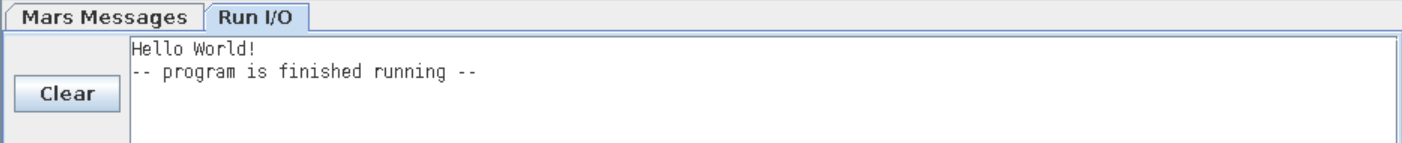 Mars Messages Run I/O
Hello World!
-- program is finished running --
Clear